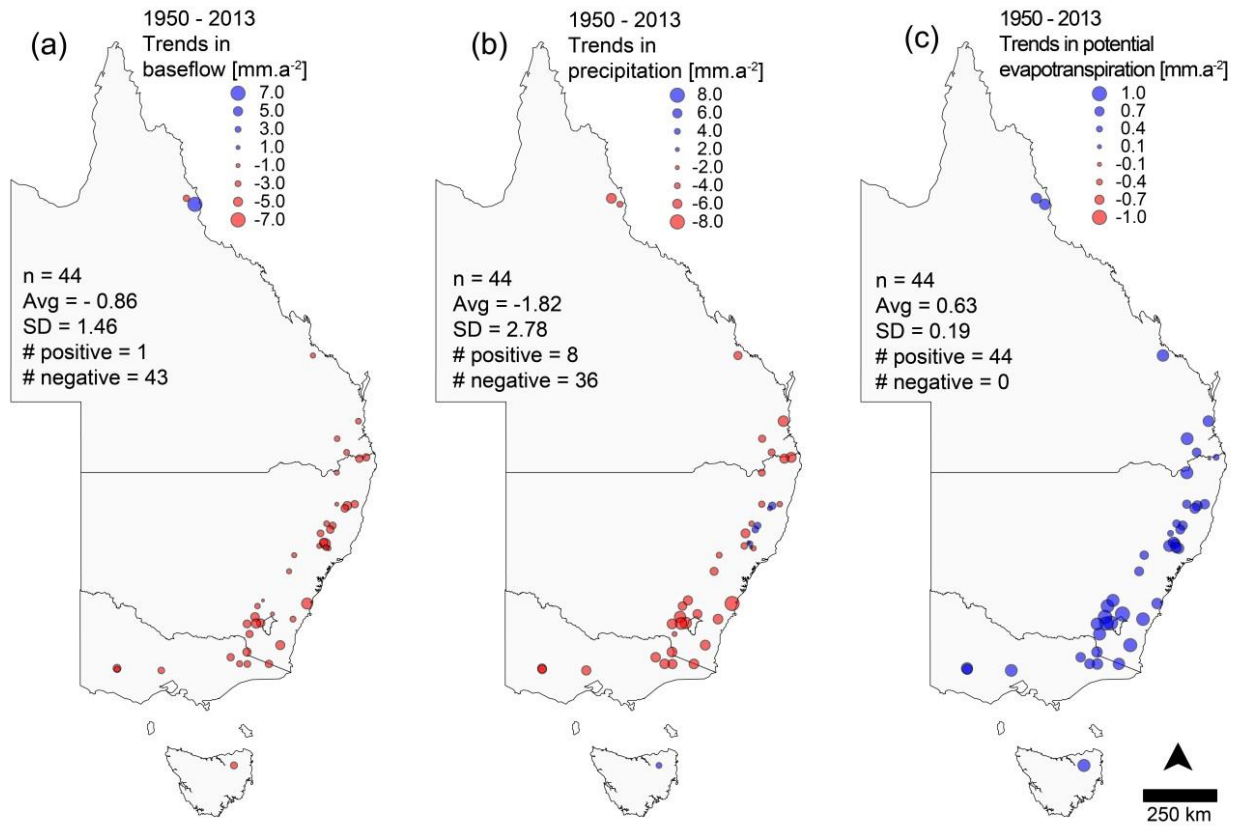 (a)
1950 - 2013
Trends in
baseflow [mm.a-2]
7.0
5.0
3.0
1.0
-1.0
-3.0
-5.0
-7.0
n = 44
Avg = - 0.86
SD = 1.46
# positive = 1
# negative = 43
(b)
1950 - 2013
Trends in
precipitation [mm.a-2]
8.0
6.0
4.0
2.0
-2.0
-4.0
-6.0
-8.0
n = 44
Avg = -1.82
SD = 2.78
# positive = 8
# negative = 36
(c)
1950 - 2013
Trends in potential
evapotranspiration [mm.a-2]
1.0
0.7
0.4
0.1
-0.1
-0.4
-0.7
-1.0
n = 44
Avg = 0.63
SD = 0.19
# positive = 44
# negative = 0
250 km